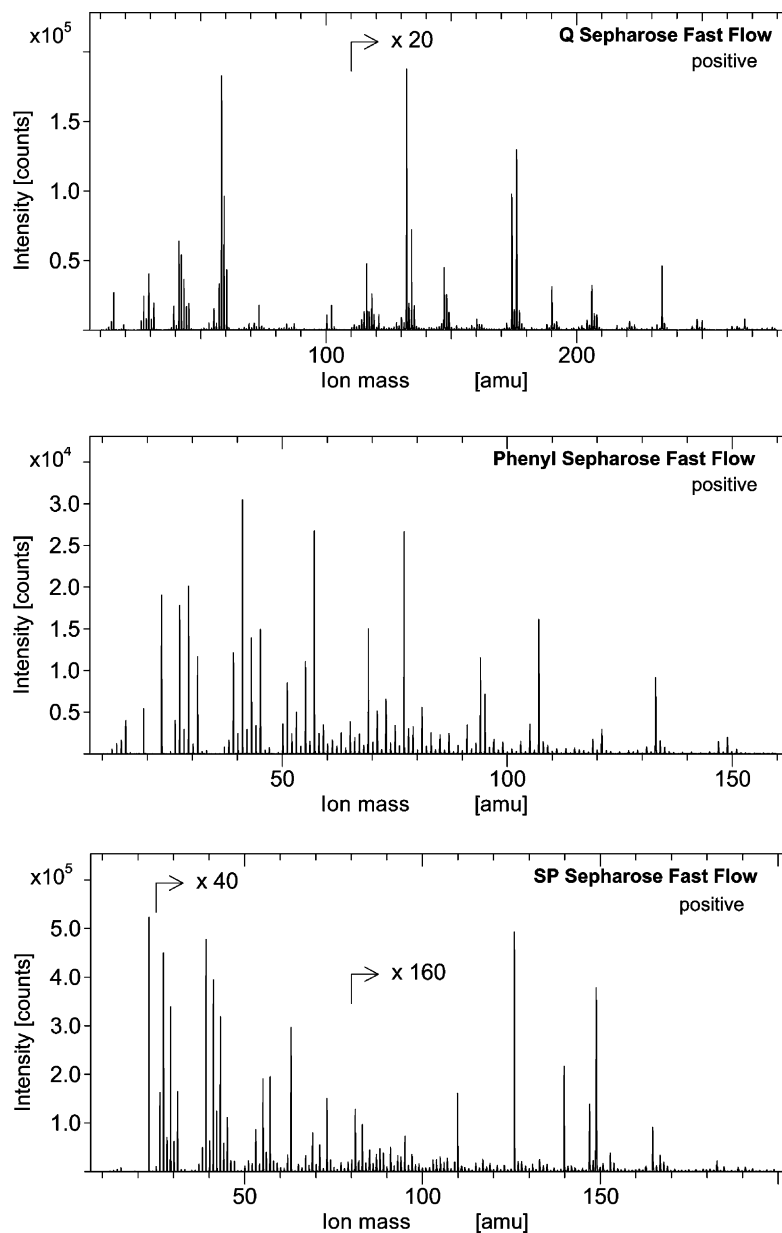 x10⁵
x 20
Q Sepharose Fast Flow
positive
1.5
1.0
0.5
Intensity [counts]
100
200
Ion mass [amu]
x10⁴
Phenyl Sepharose Fast Flow
positive
3.0
2.5
2.0
1.5
1.0
0.5
Intensity [counts]
50
100
150
Ion mass [amu]
x10⁵
x 40
SP Sepharose Fast Flow
positive
x 160
5.0
4.0
3.0
2.0
1.0
Intensity [counts]
50
100
150
Ion mass [amu]